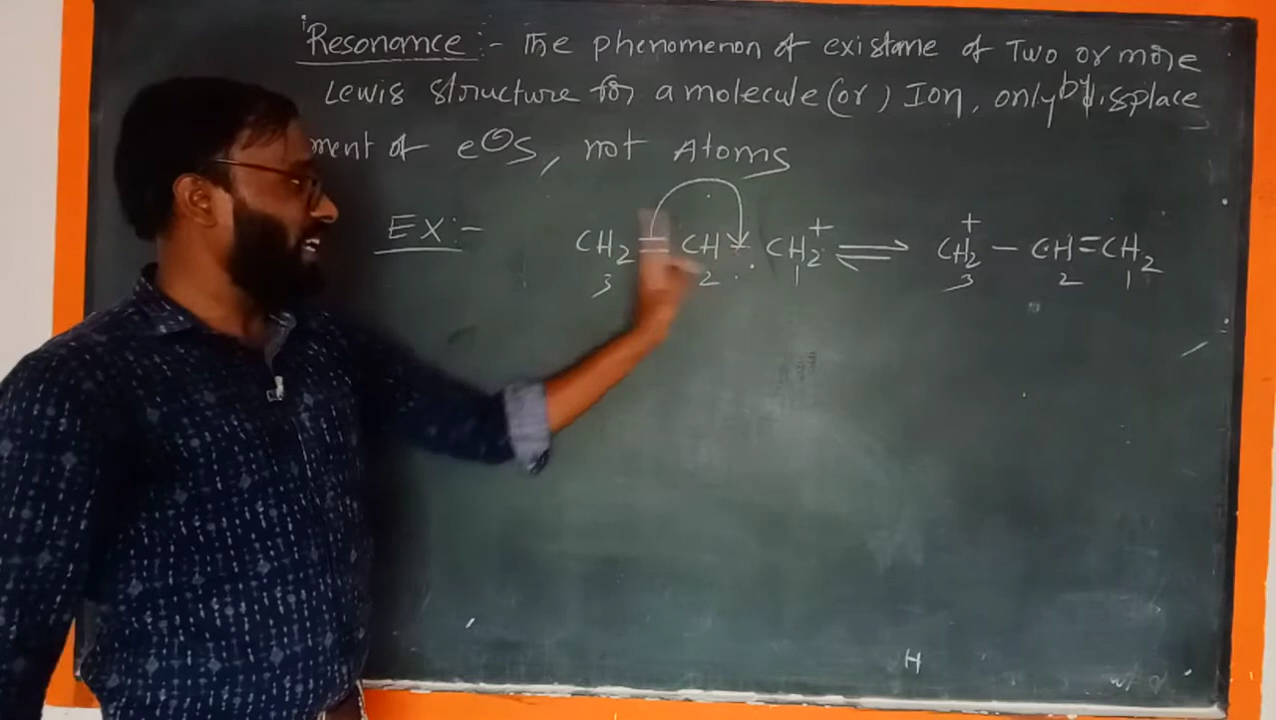 Resonance :- The phenomenon of existane of Two or more
Lewis structure for a molecule (or) Ion, only by displace
ment of e⊖s, not Atoms
EX:- CH2 = CH - CH2+ ⇌ CH2+ - CH = CH2
3 2 1 3 2 1
H